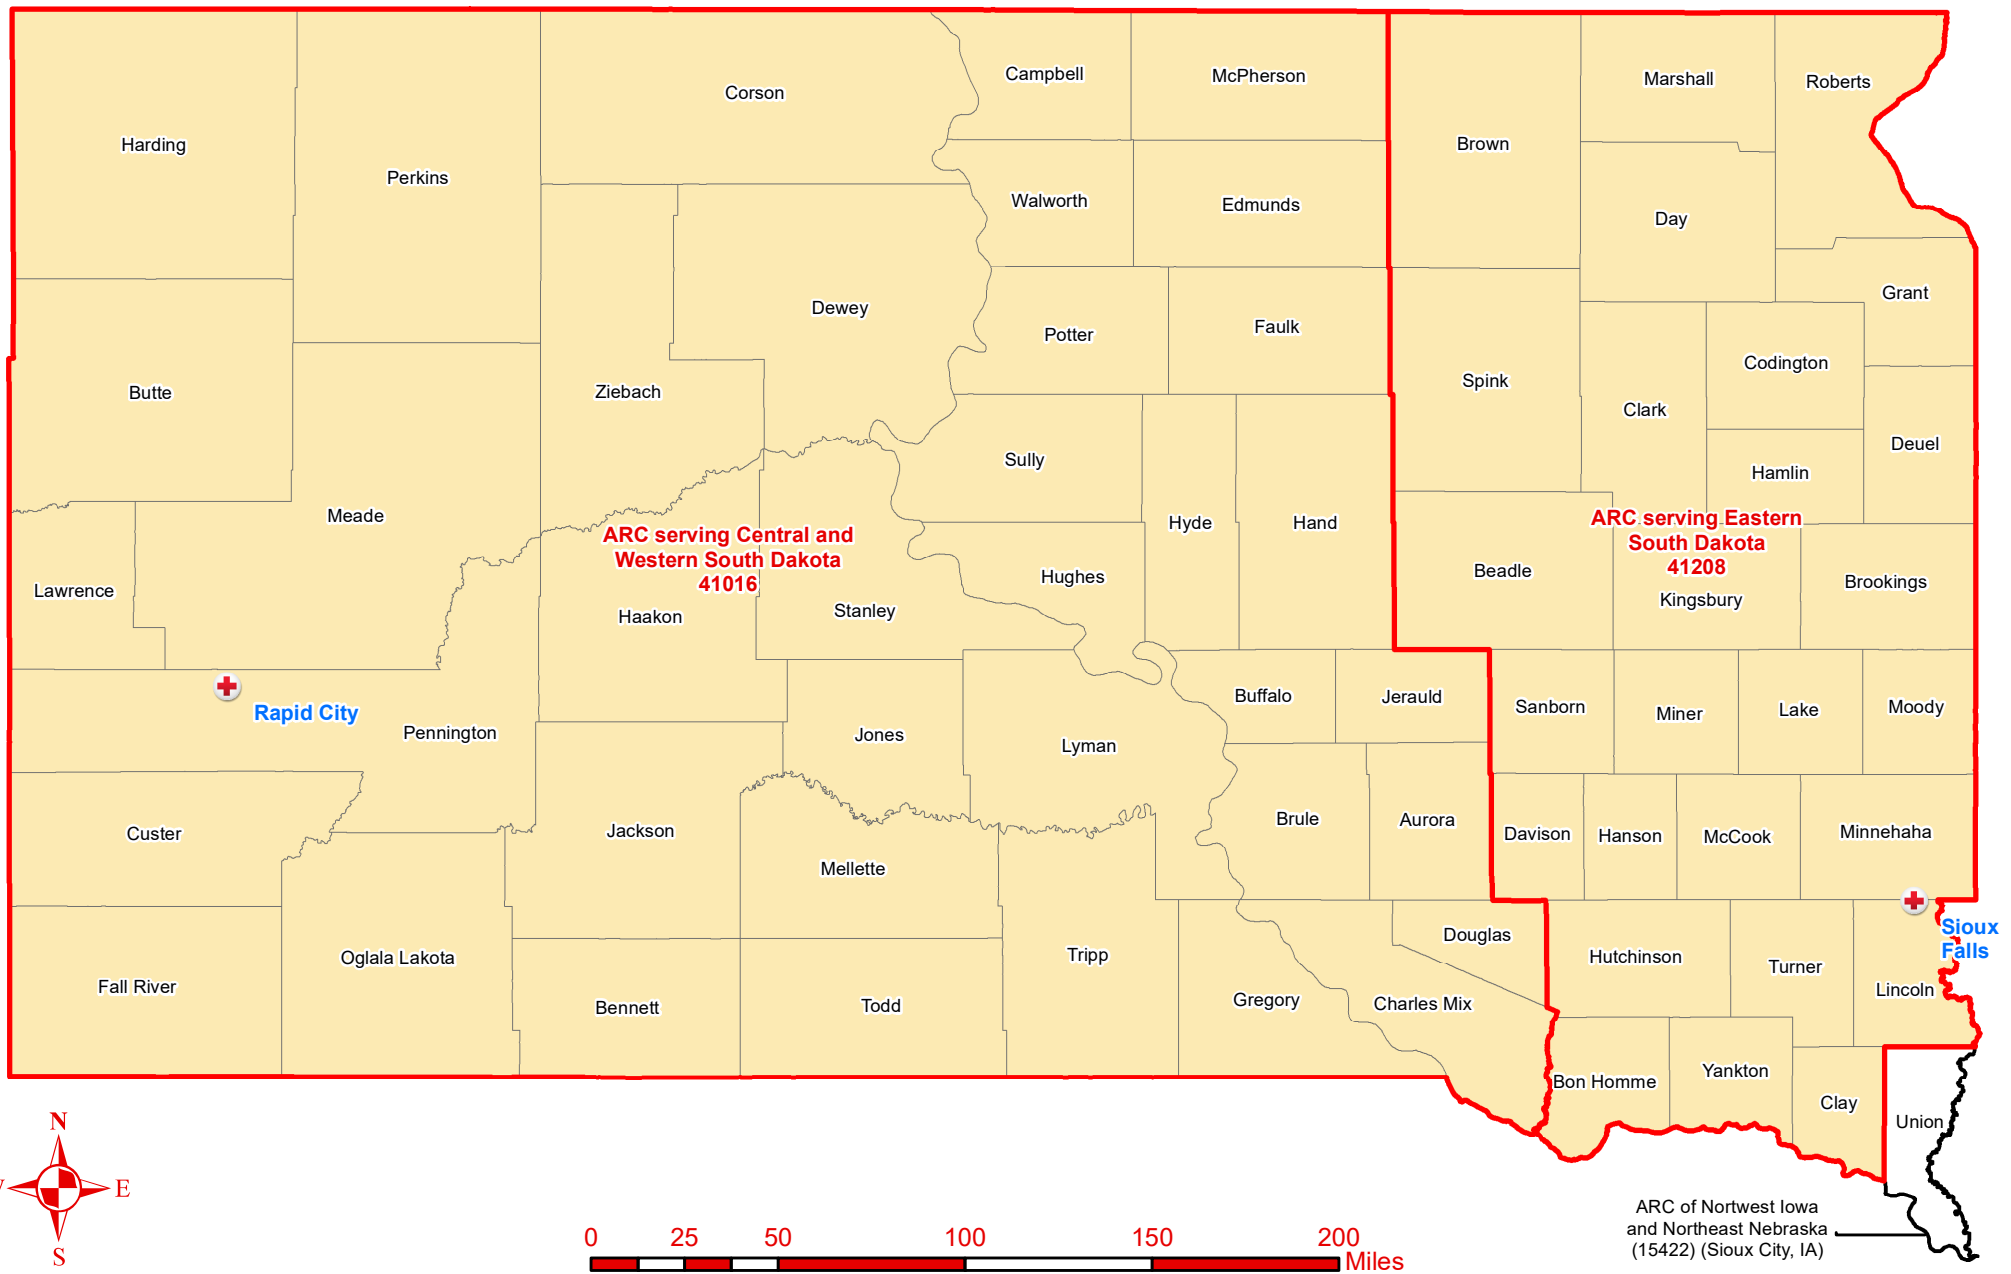 Campbell
McPherson
Marshall
Roberts
Corson
Harding
Brown
Perkins
Walworth
Edmunds
Day
Grant
Dewey
Potter
Faulk
Codington
Butte
Ziebach
Spink
Clark
Deuel
Sully
Hamlin
Meade
Hyde
Hand
ARC serving Central and
Western South Dakota
41016
ARC serving Eastern
South Dakota
41208
Lawrence
Haakon
Stanley
Hughes
Beadle
Kingsbury
Brookings
Rapid City
Pennington
Jones
Lyman
Buffalo
Jerauld
Sanborn
Miner
Lake
Moody
Custer
Jackson
Mellette
Brule
Aurora
Davison
Hanson
McCook
Minnehaha
Sioux
Falls
Fall River
Oglala Lakota
Bennett
Todd
Tripp
Gregory
Douglas
Charles Mix
Hutchinson
Turner
Lincoln
Bon Homme
Yankton
Clay
Union
N
E
S
0 25 50 100 150 200
Miles
ARC of Nortwest Iowa
and Northeast Nebraska
(15422) (Sioux City, IA)